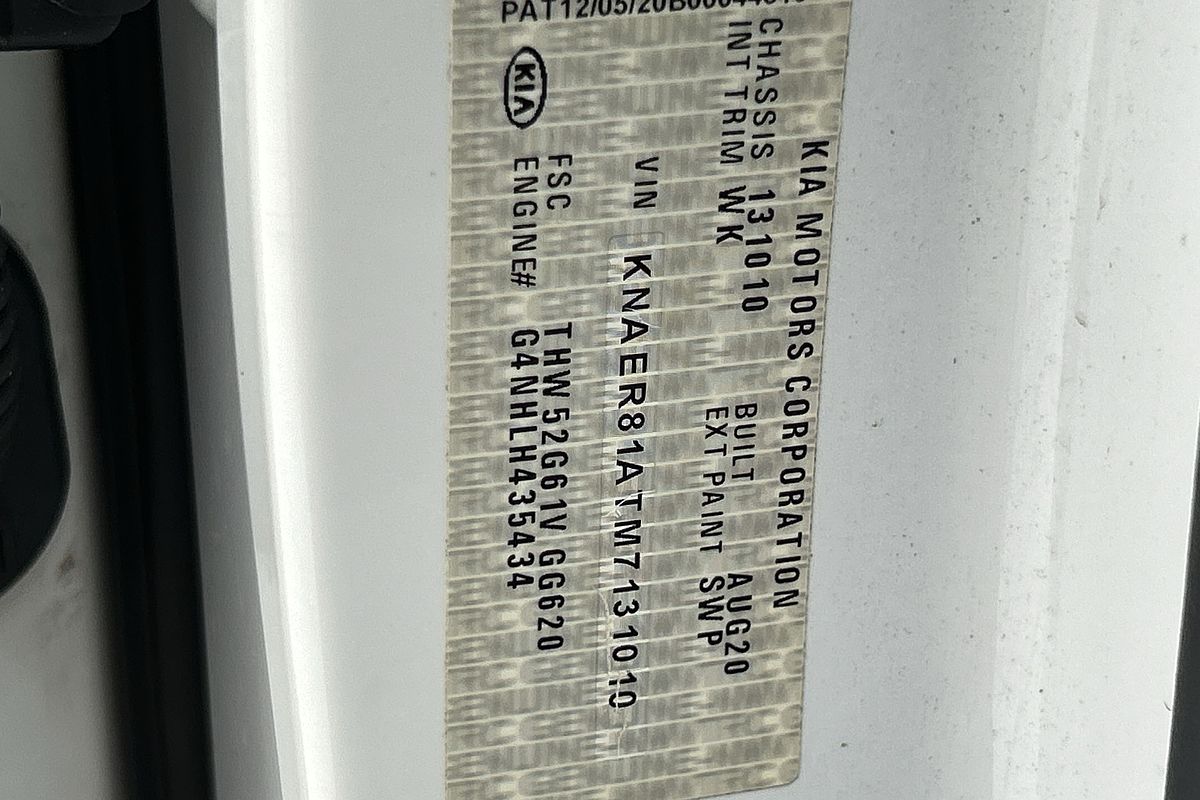 KIA MOTORS CORPORATION
CHASSIS 131010 BUILT AUG20
INT TRIM WK EXT PAINT SWP
VIN KNAER81ATM7131010
FSC THW52G61V GG620
ENGINE# G4NHLH435434
KIA